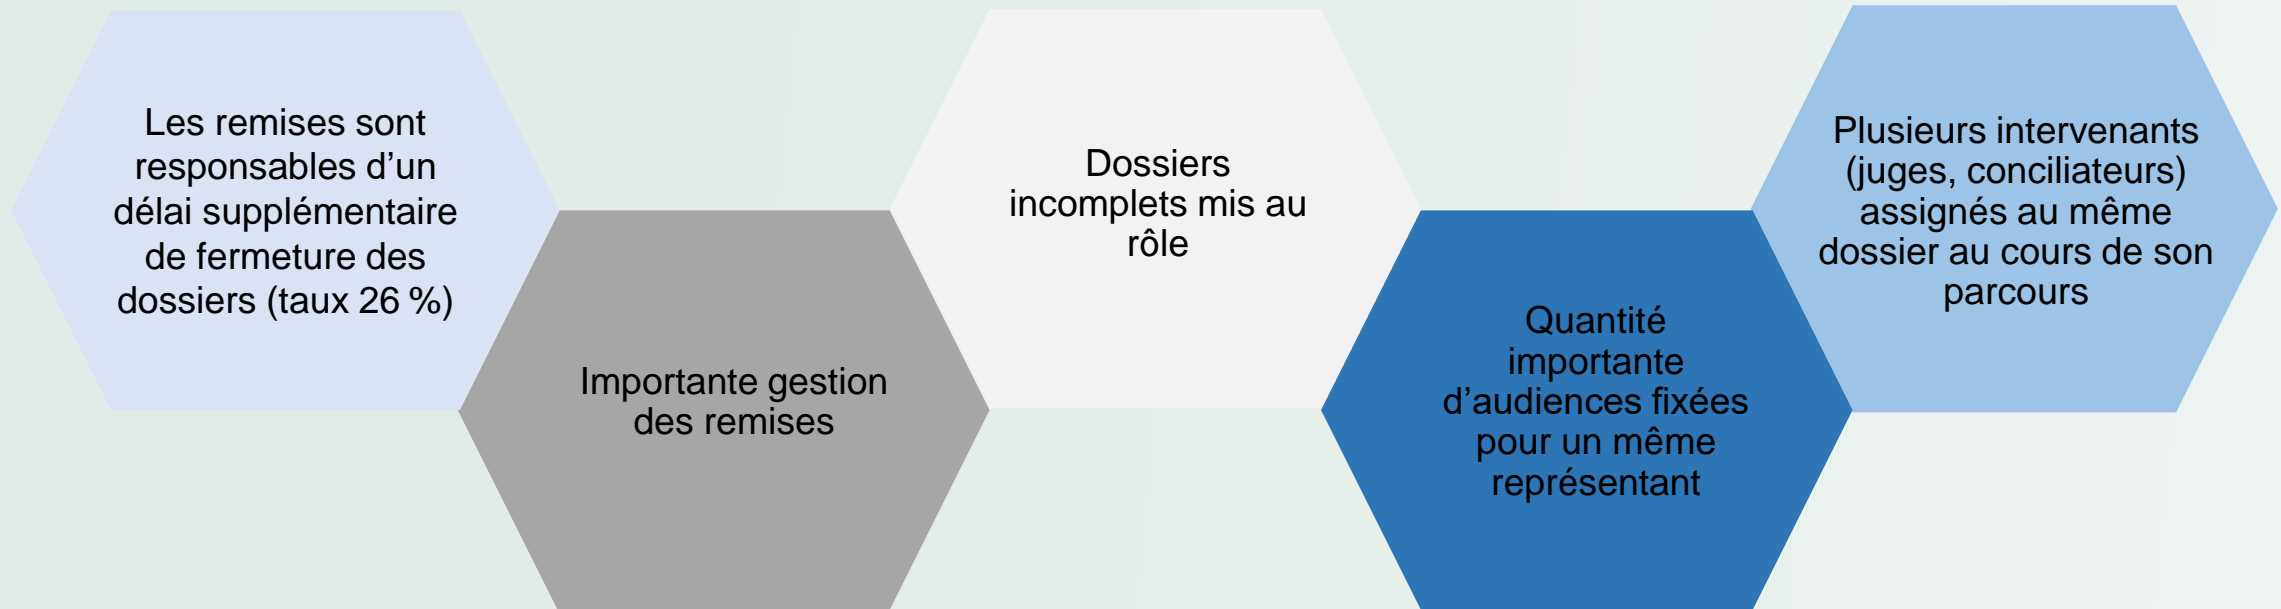 Les remises sont
responsables d’un
délai supplémentaire
de fermeture des
dossiers (taux 26 %)
Importante gestion
des remises
Dossiers
incomplets mis au
rôle
Quantité
importante
d’audiences fixées
pour un même
représentant
Plusieurs intervenants
(juges, conciliateurs)
assignés au même
dossier au cours de son
parcours